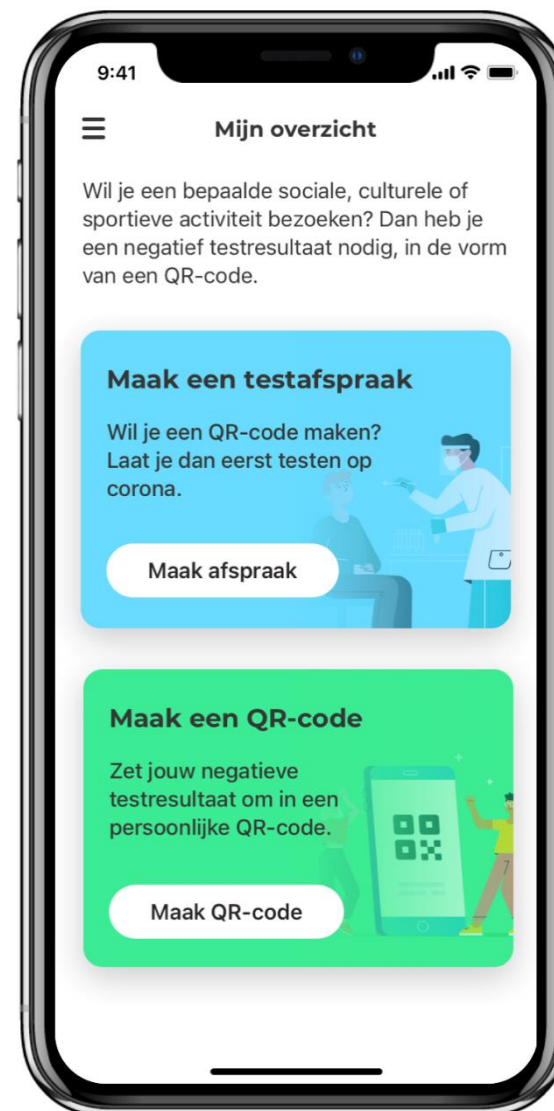 9:41
Mijn overzicht
Wil je een bepaalde sociale, culturele of
sportieve activiteit bezoeken? Dan heb je
een negatief testresultaat nodig, in de vorm
van een QR-code.
Maak een testafspraak
Wil je een QR-code maken?
Laat je dan eerst testen op
corona.
Maak afspraak
Maak een QR-code
Zet jouw negatieve
testresultaat om in een
persoonlijke QR-code.
Maak QR-code